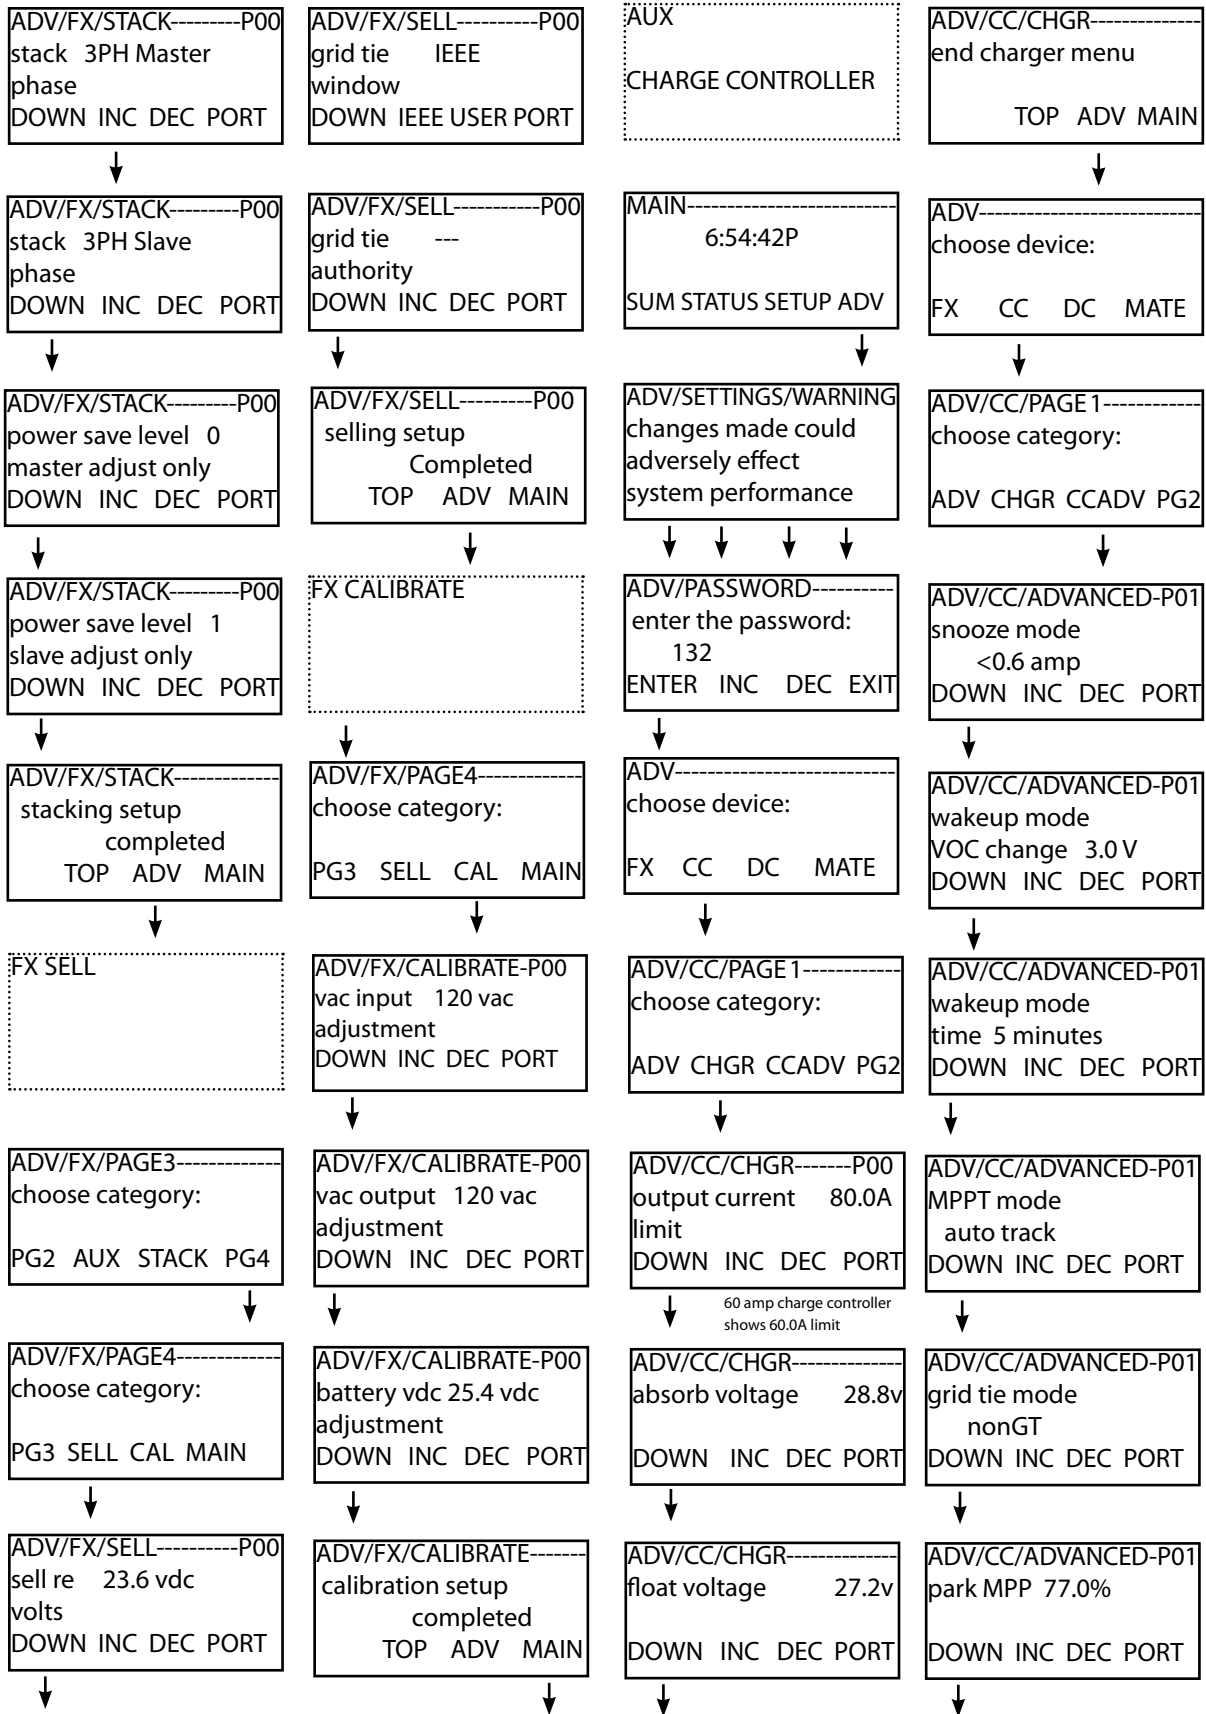 ADV/FX/STACK---------P00
stack 3PH Master
phase
DOWN INC DEC PORT
ADV/FX/STACK---------P00
stack 3PH Slave
phase
DOWN INC DEC PORT
ADV/FX/STACK---------P00
power save level 0
master adjust only
DOWN INC DEC PORT
ADV/FX/STACK---------P00
power save level 1
slave adjust only
DOWN INC DEC PORT
ADV/FX/STACK-------------
stacking setup
completed
TOP ADV MAIN
FX SELL
ADV/FX/PAGE3-------------
choose category:
PG2 AUX STACK PG4
ADV/FX/PAGE4-------------
choose category:
PG3 SELL CAL MAIN
ADV/FX/SELL----------P00
sell re 23.6 vdc
volts
DOWN INC DEC PORT
ADV/FX/SELL----------P00
grid tie IEEE
window
DOWN IEEE USER PORT
ADV/FX/SELL-----------P00
grid tie ---
authority
DOWN INC DEC PORT
ADV/FX/SELL---------P00
selling setup
Completed
TOP ADV MAIN
FX CALIBRATE
ADV/FX/PAGE4-------------
choose category:
PG3 SELL CAL MAIN
ADV/FX/CALIBRATE-P00
vac input 120 vac
adjustment
DOWN INC DEC PORT
ADV/FX/CALIBRATE-P00
vac output 120 vac
adjustment
DOWN INC DEC PORT
ADV/FX/CALIBRATE-P00
battery vdc 25.4 vdc
adjustment
DOWN INC DEC PORT
ADV/FX/CALIBRATE-------
calibration setup
completed
TOP ADV MAIN
AUX
CHARGE CONTROLLER
MAIN--------------------------
6:54:42P
SUM STATUS SETUP ADV
ADV/SETTINGS/WARNING
changes made could
adversely effect
system performance
ADV/PASSWORD----------
enter the password:
132
ENTER INC DEC EXIT
ADV---------------------------
choose device:
FX CC DC MATE
ADV/CC/PAGE1------------
choose category:
ADV CHGR CCADV PG2
ADV/CC/CHGR-------P00
output current 80.0A
limit
DOWN INC DEC PORT
60 amp charge controller
shows 60.0A limit
ADV/CC/CHGR--------------
absorb voltage 28.8v
DOWN INC DEC PORT
ADV/CC/CHGR--------------
float voltage 27.2v
DOWN INC DEC PORT
ADV/CC/CHGR--------------
end charger menu
TOP ADV MAIN
ADV----------------------------
choose device:
FX CC DC MATE
ADV/CC/PAGE1------------
choose category:
ADV CHGR CCADV PG2
ADV/CC/ADVANCED-P01
snooze mode
<0.6 amp
DOWN INC DEC PORT
ADV/CC/ADVANCED-P01
wakeup mode
VOC change 3.0 V
DOWN INC DEC PORT
ADV/CC/ADVANCED-P01
wakeup mode
time 5 minutes
DOWN INC DEC PORT
ADV/CC/ADVANCED-P01
MPPT mode
auto track
DOWN INC DEC PORT
ADV/CC/ADVANCED-P01
grid tie mode
nonGT
DOWN INC DEC PORT
ADV/CC/ADVANCED-P01
park MPP 77.0%
DOWN INC DEC PORT